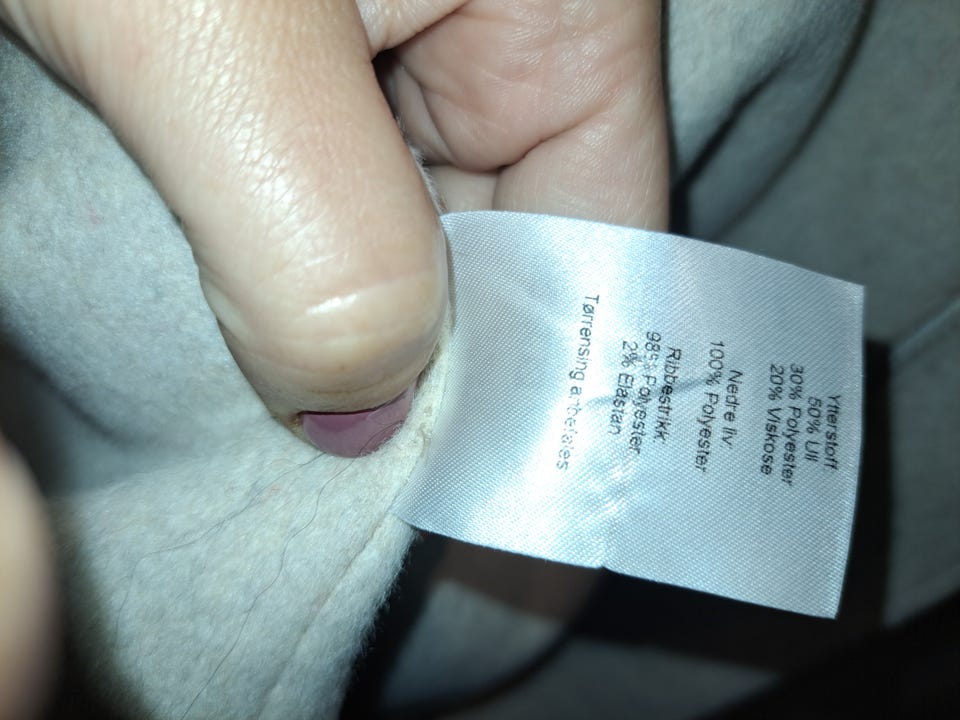 Ytterstoff
50% Ull
30% Polyester
20% Viskose
Nedre liv
100% Polyester
Ribbestrikk
98% Polyester
2% Elastan
Tørrensing anbefales